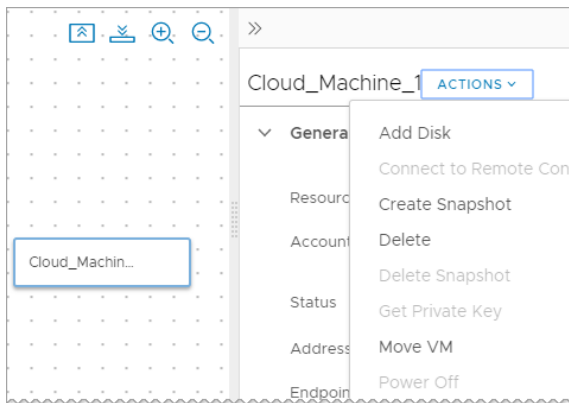 Cloud_Machine_1 ACTIONS
General
Add Disk
Connect to Remote Con
Resourc
Create Snapshot
Account
Delete
Cloud_Machin...
Delete Snapshot
Status
Get Private Key
Address
Move VM
Endpoin
Power Off